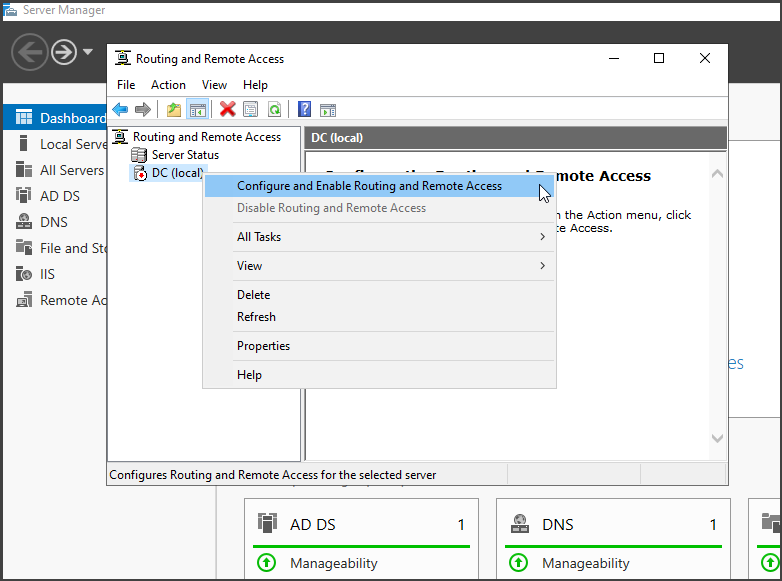 Server Manager
Routing and Remote Access
File Action View Help
Dashboard
Local Serve
All Servers
AD DS
DNS
File and Sto
IIS
Remote Ac
Routing and Remote Access
Server Status
DC (local)
DC (local)
mote Access
n the Action menu, click
te Access.
Configure and Enable Routing and Remote Access
Disable Routing and Remote Access
All Tasks
View
Delete
Refresh
Properties
Help
es
Configures Routing and Remote Access for the selected server
AD DS 1
Manageability
DNS 1
Manageability